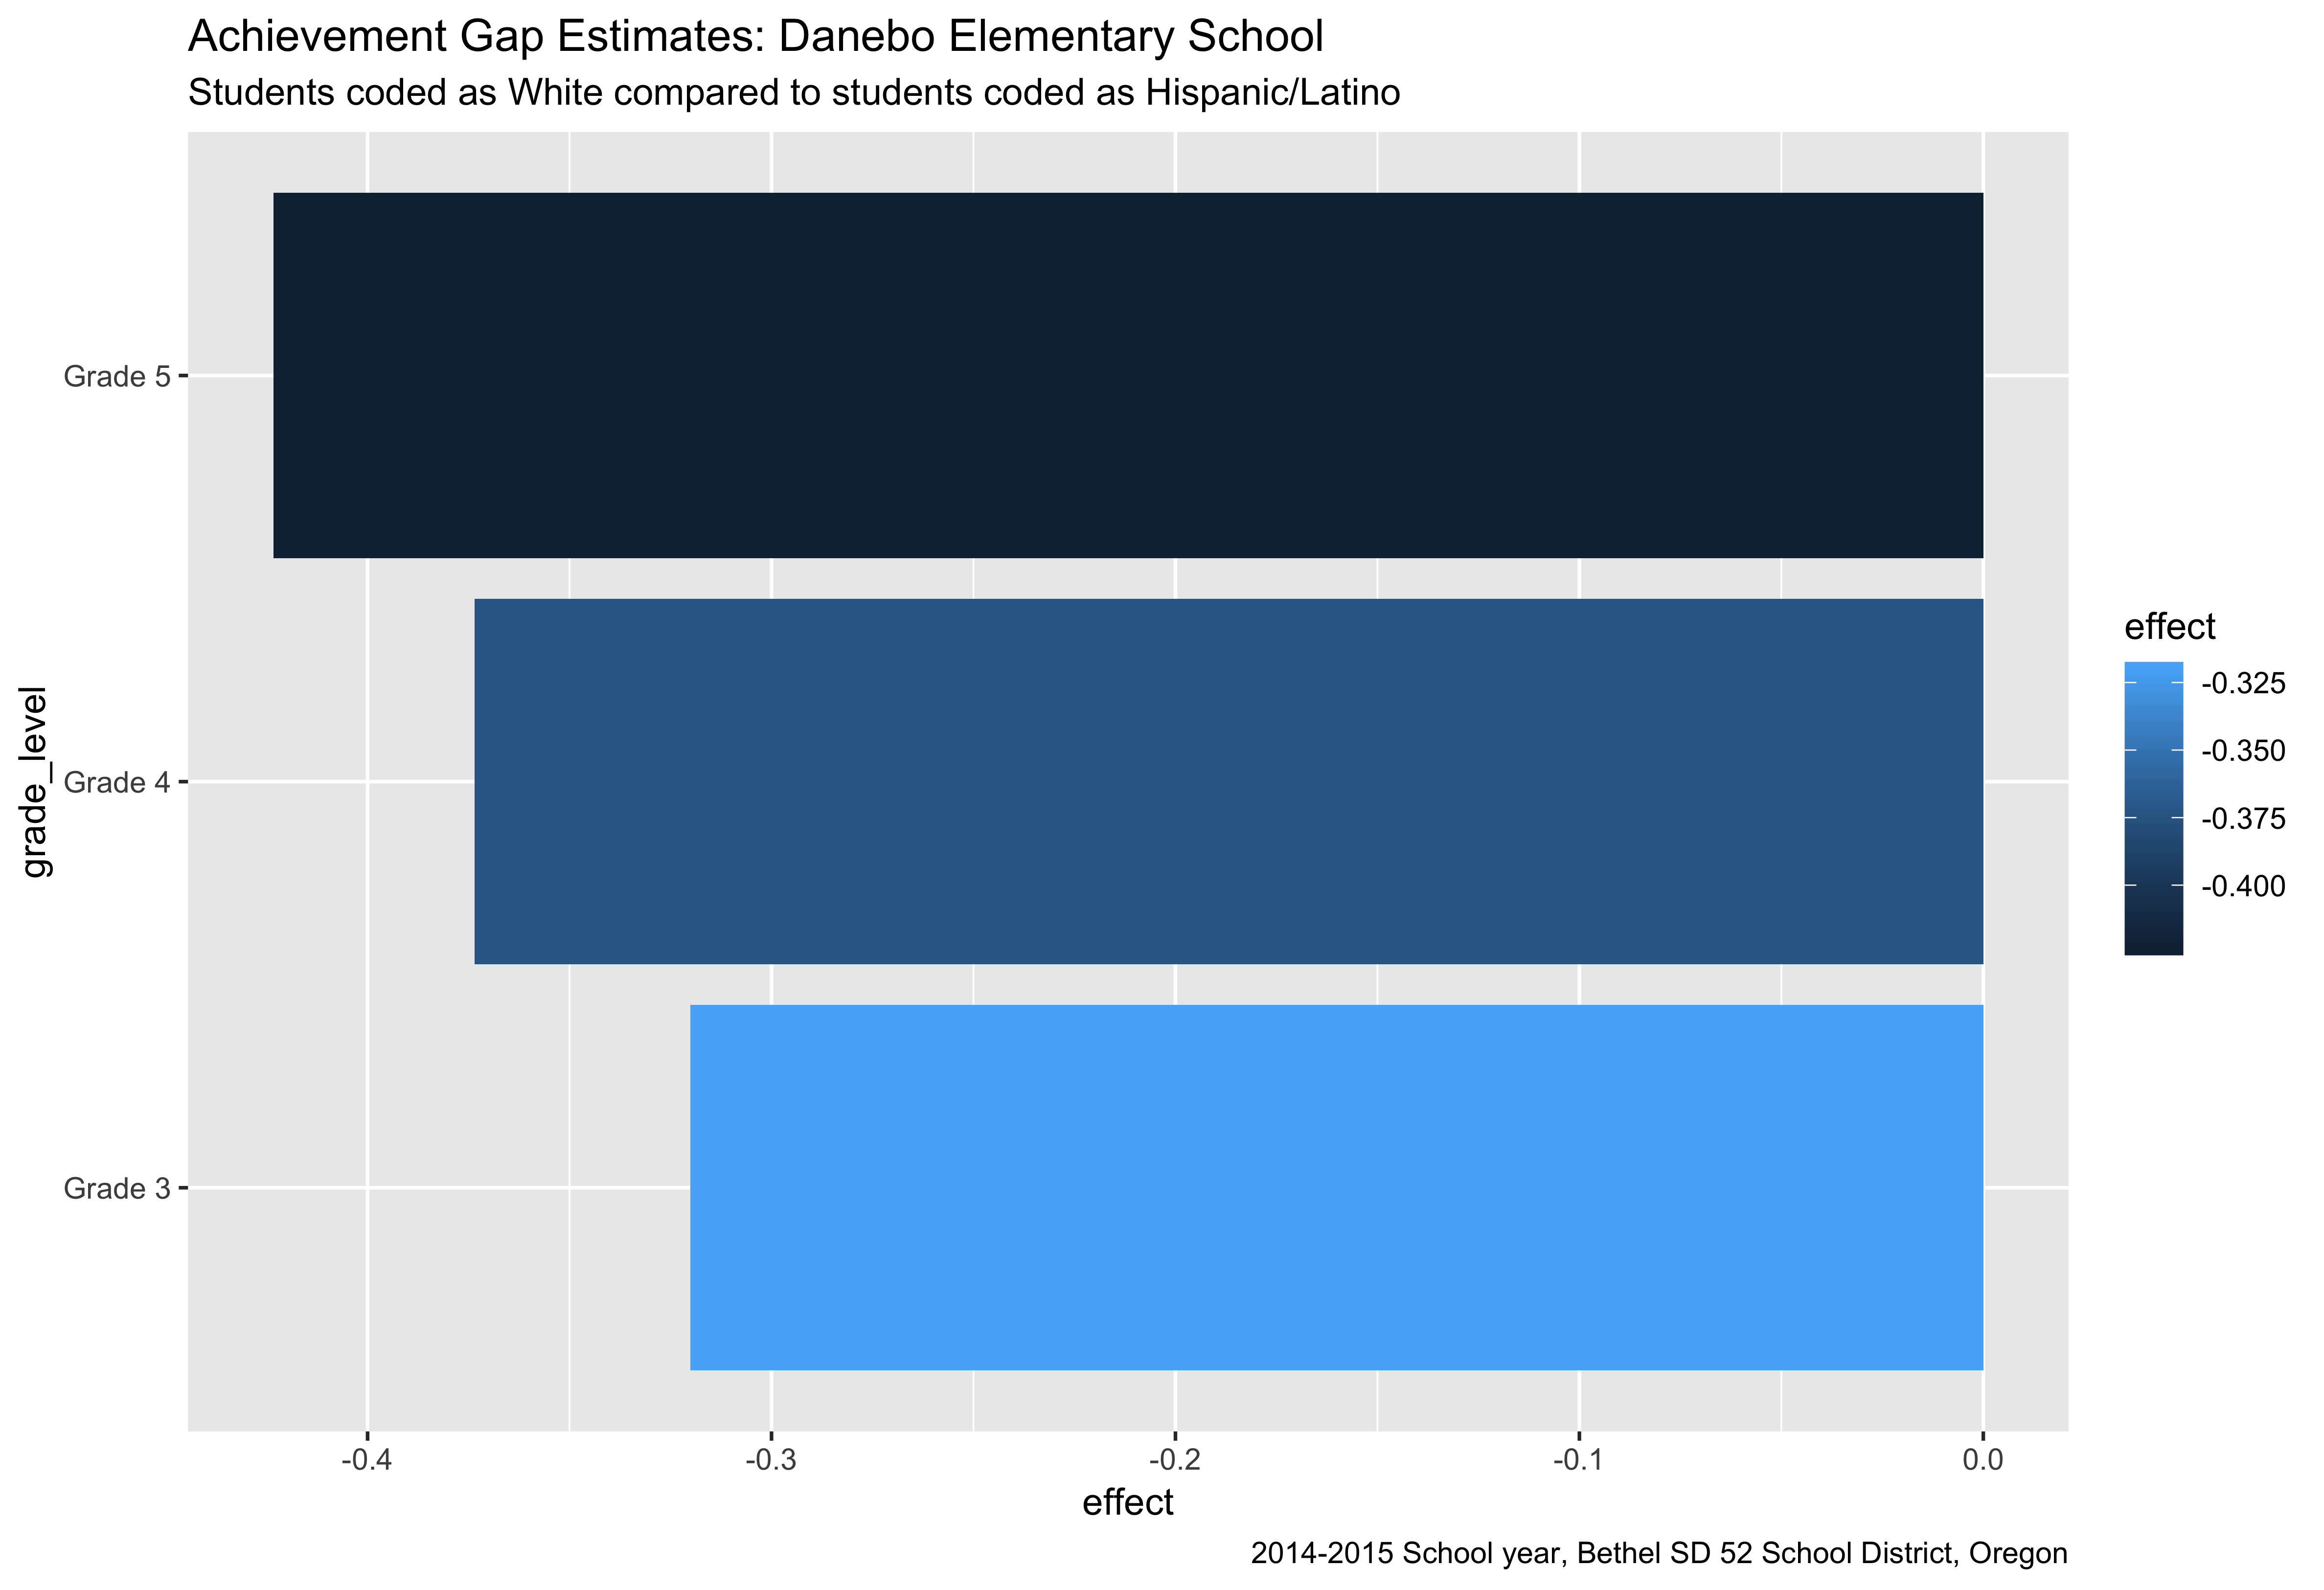 Achievement Gap Estimates: Danebo Elementary School
Students coded as White compared to students coded as Hispanic/Latino
grade_level
Grade 5
Grade 4
Grade 3
-0.4
-0.3
-0.2
-0.1
0.0
effect
effect
-0.325
-0.350
-0.375
-0.400
2014-2015 School year, Bethel SD 52 School District, Oregon